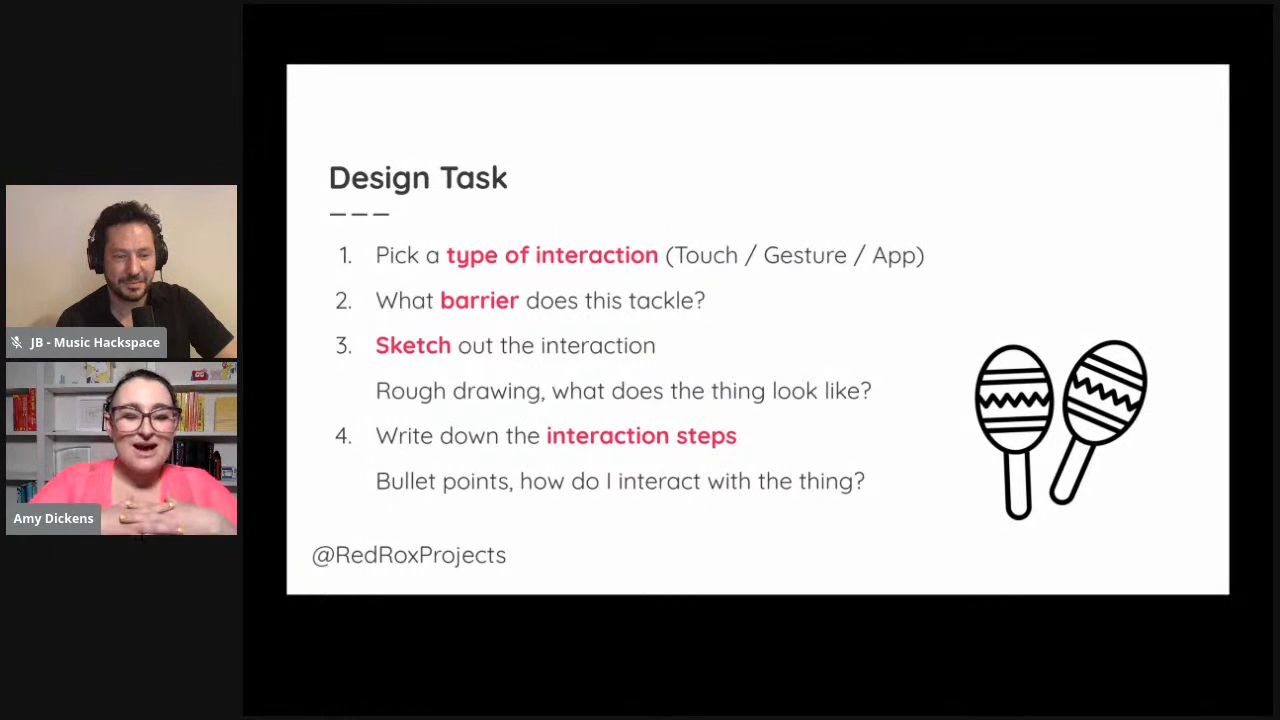 Design Task
1. Pick a type of interaction (Touch / Gesture / App)
2. What barrier does this tackle?
3. Sketch out the interaction
Rough drawing, what does the thing look like?
4. Write down the interaction steps
Bullet points, how do I interact with the thing?
@RedRoxProjects
JB - Music Hackspace
Amy Dickens